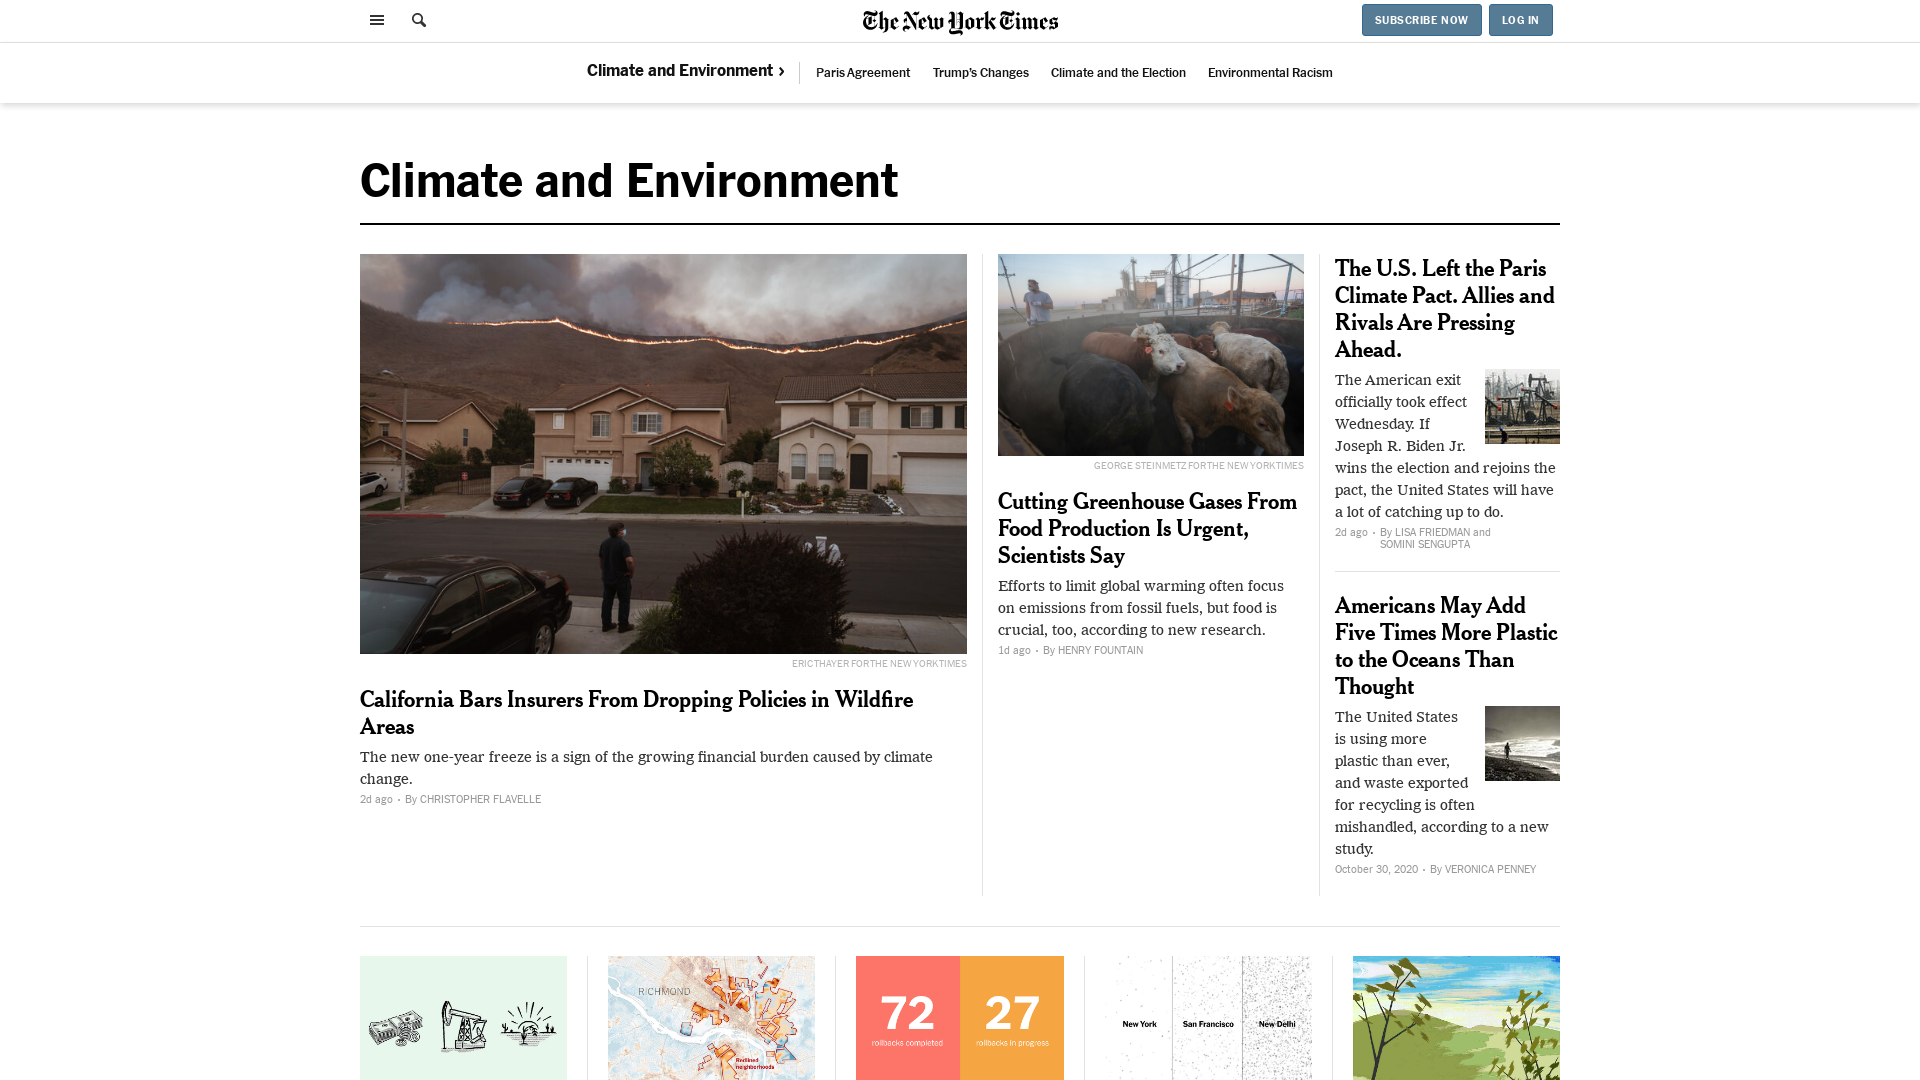 The New York Times
SUBSCRIBE NOW
LOG IN
Climate and Environment ›
Paris Agreement
Trump's Changes
Climate and the Election
Environmental Racism
Climate and Environment
ERIC THAYER FOR THE NEW YORK TIMES
California Bars Insurers From Dropping Policies in Wildfire
Areas
The new one-year freeze is a sign of the growing financial burden caused by climate
change.
2d ago • By CHRISTOPHER FLAVELLE
GEORGE STEINMETZ FOR THE NEW YORK TIMES
Cutting Greenhouse Gases From
Food Production Is Urgent,
Scientists Say
Efforts to limit global warming often focus
on emissions from fossil fuels, but food is
crucial, too, according to new research.
1d ago • By HENRY FOUNTAIN
The U.S. Left the Paris
Climate Pact. Allies and
Rivals Are Pressing
Ahead.
The American exit
officially took effect
Wednesday. If
Joseph R. Biden Jr.
wins the election and rejoins the
pact, the United States will have
a lot of catching up to do.
2d ago • By LISA FRIEDMAN and
SOMINI SENGUPTA
Americans May Add
Five Times More Plastic
to the Oceans Than
Thought
The United States
is using more
plastic than ever,
and waste exported
for recycling is often
mishandled, according to a new
study.
October 30, 2020 • By VERONICA PENNEY
RICHMOND
Redlined
neighborhoods
72
rollbacks completed
27
rollbacks in progress
New York
San Francisco
New Delhi